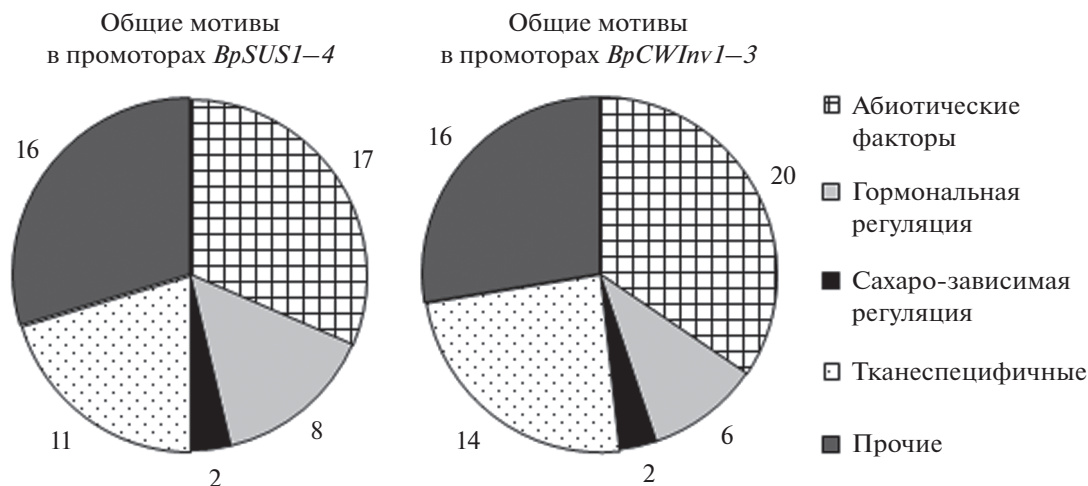 Общие мотивы
в промоторах BpSUS1–4
16
17
11
8
2
Общие мотивы
в промоторах BpCWInv1–3
16
20
14
6
2
Абиотические
факторы
Гормональная
регуляция
Сахаро-зависимая
регуляция
Тканеспецифичные
Прочие